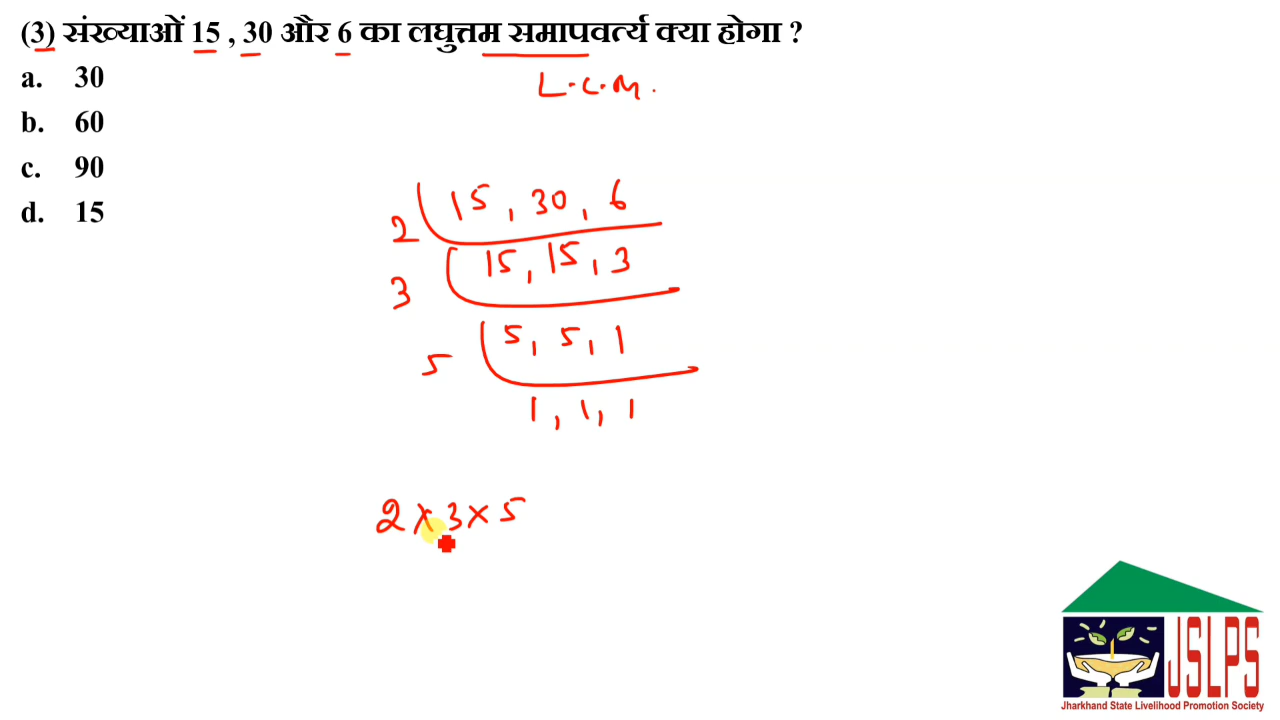 (3) संख्याओं 15 , 30 और 6 का लघुत्तम समापवर्त्य क्या होगा ?
a. 30
L.C.M.
b. 60
c. 90
d. 15
2 15, 30, 6
3 15, 15, 3
5 5, 5, 1
1, 1, 1
2 × 3 × 5
JSLPS
Jharkhand State Livelihood Promotion Society